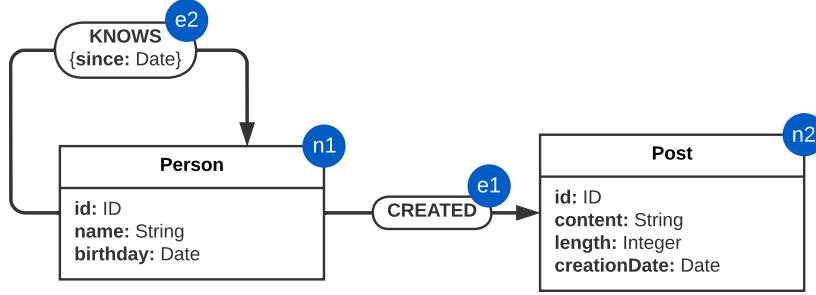 e2
KNOWS
{since: Date}
n1
Person
id: ID
name: String
birthday: Date
e1
CREATED
n2
Post
id: ID
content: String
length: Integer
creationDate: Date